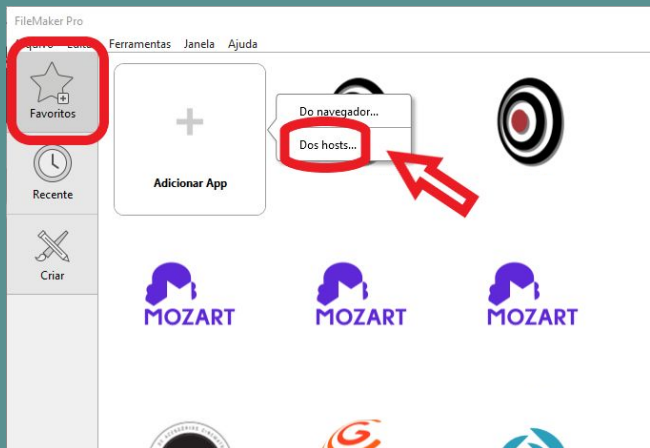 FileMaker Pro
Ferramentas Janela Ajuda
Favoritos
Do navegador...
Dos hosts...
Adicionar App
Recente
Criar
MOZART MOZART MOZART